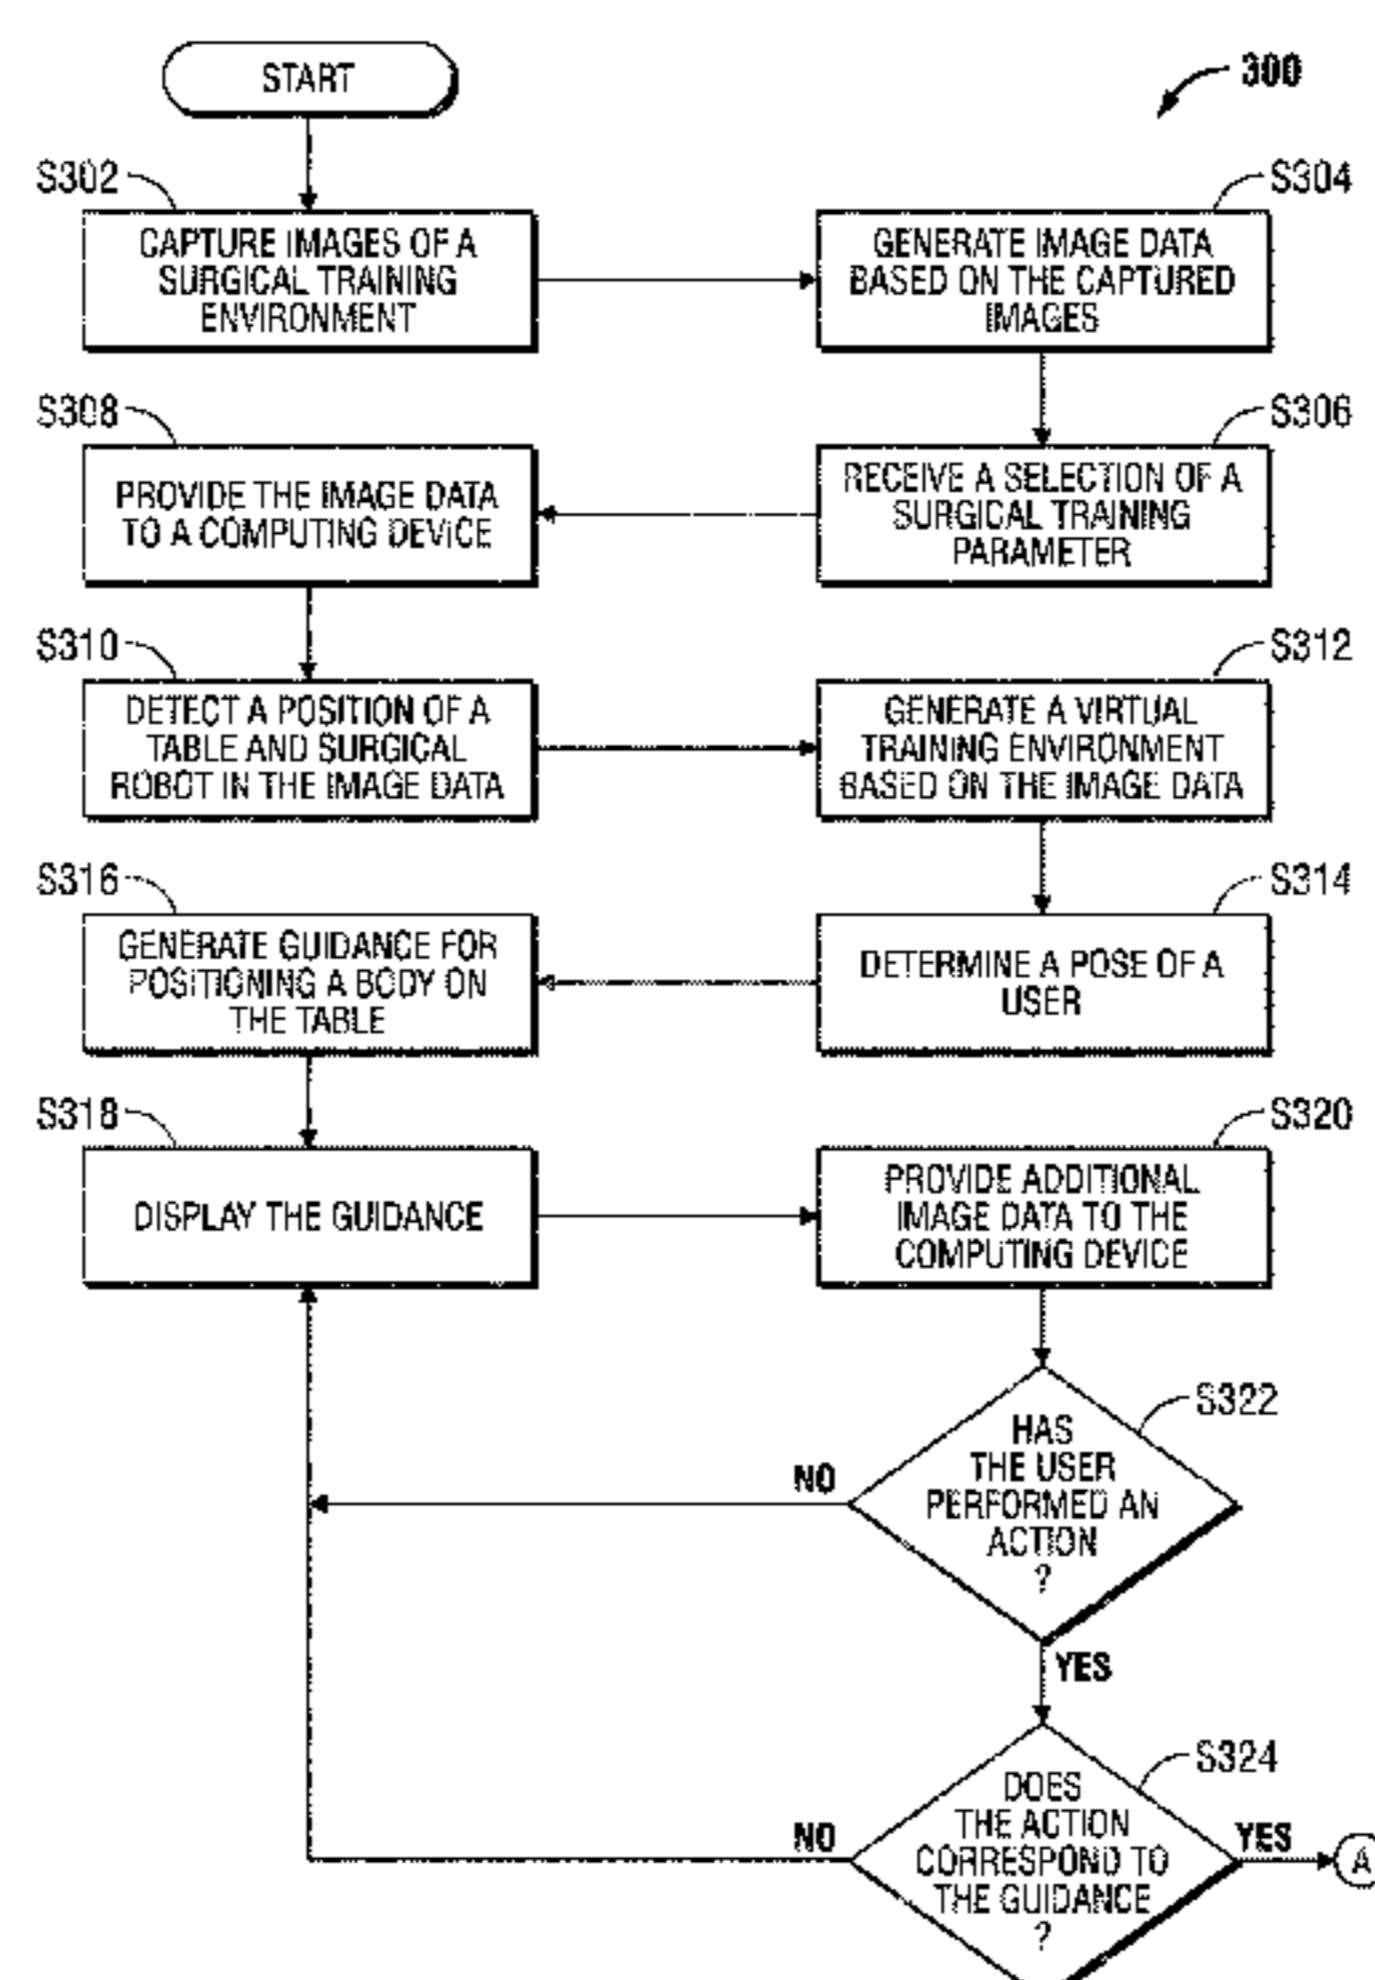 START
300
S302
CAPTURE IMAGES OF A
SURGICAL TRAINING
ENVIRONMENT
S304
GENERATE IMAGE DATA
BASED ON THE CAPTURED
IMAGES
S308
PROVIDE THE IMAGE DATA
TO A COMPUTING DEVICE
S306
RECEIVE A SELECTION OF A
SURGICAL TRAINING
PARAMETER
S310
DETECT A POSITION OF A
TABLE AND SURGICAL
ROBOT IN THE IMAGE DATA
S312
GENERATE A VIRTUAL
TRAINING ENVIRONMENT
BASED ON THE IMAGE DATA
S316
GENERATE GUIDANCE FOR
POSITIONING A BODY ON
THE TABLE
S314
DETERMINE A POSE OF A
USER
S318
DISPLAY THE GUIDANCE
S320
PROVIDE ADDITIONAL
IMAGE DATA TO THE
COMPUTING DEVICE
S322
HAS
THE USER
PERFORMED AN
ACTION
?
NO
YES
S324
DOES
THE ACTION
CORRESPOND TO
THE GUIDANCE
?
NO
YES
A